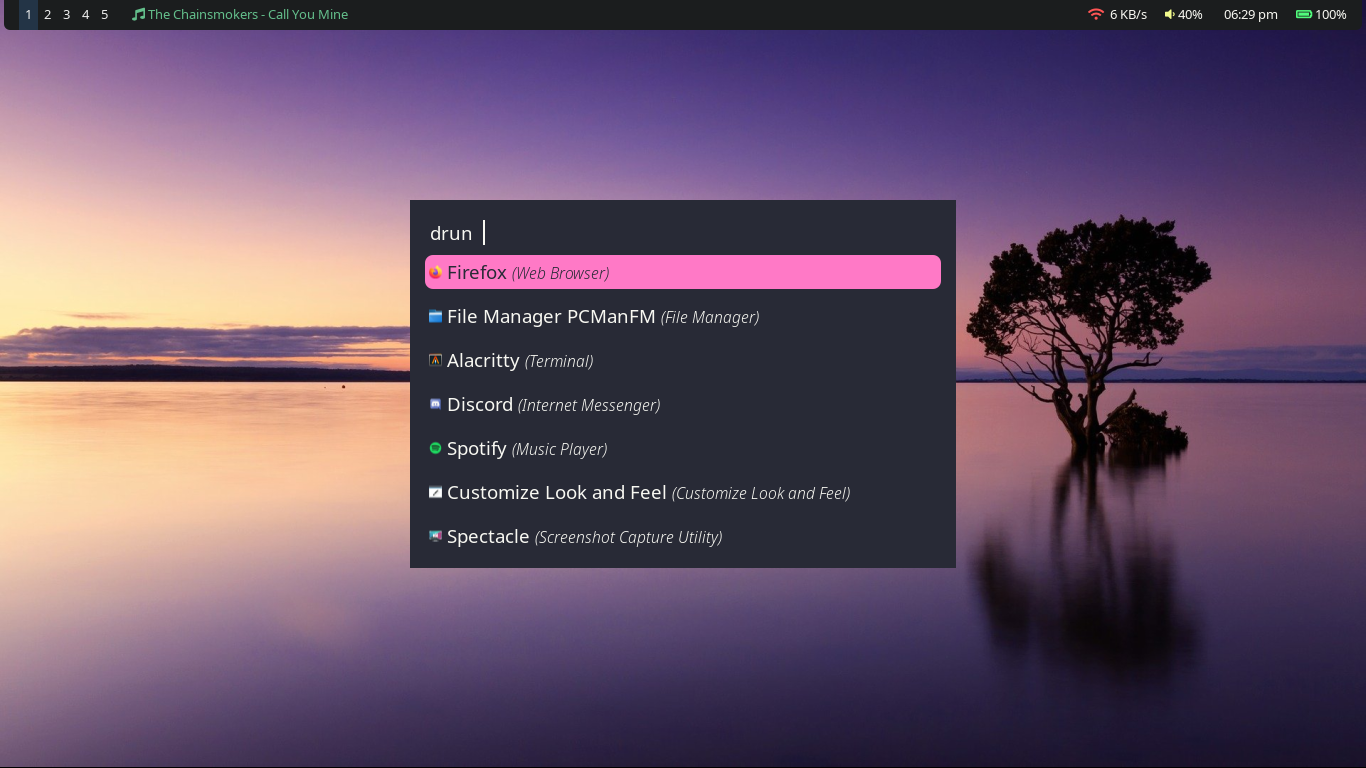 1 2 3 4 5 The Chainsmokers - Call You Mine 6 KB/s 40% 06:29 pm 100%
drun
Firefox (Web Browser)
File Manager PCManFM (File Manager)
Alacritty (Terminal)
Discord (Internet Messenger)
Spotify (Music Player)
Customize Look and Feel (Customize Look and Feel)
Spectacle (Screenshot Capture Utility)